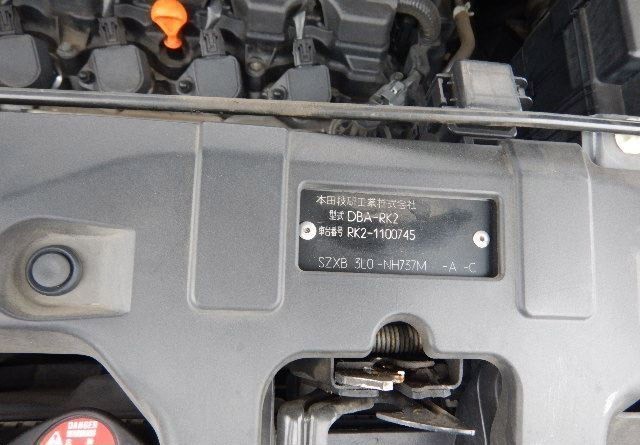 本田技研工業株式会社
型式 DBA-RK2
車台番号 RK2-1100745
SZXB 3L0-NH737M -A -C
DANGER